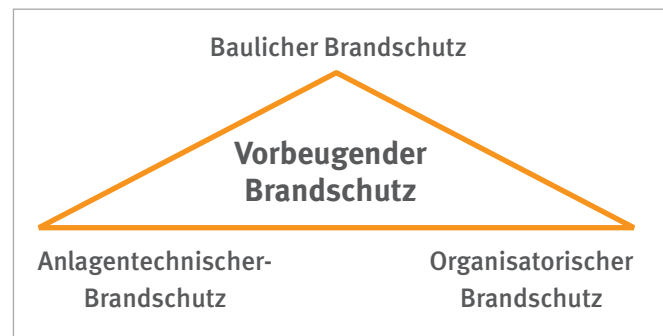 Baulicher Brandschutz
Vorbeugender
Brandschutz
Anlagentechnischer-
Brandschutz
Organisatorischer
Brandschutz